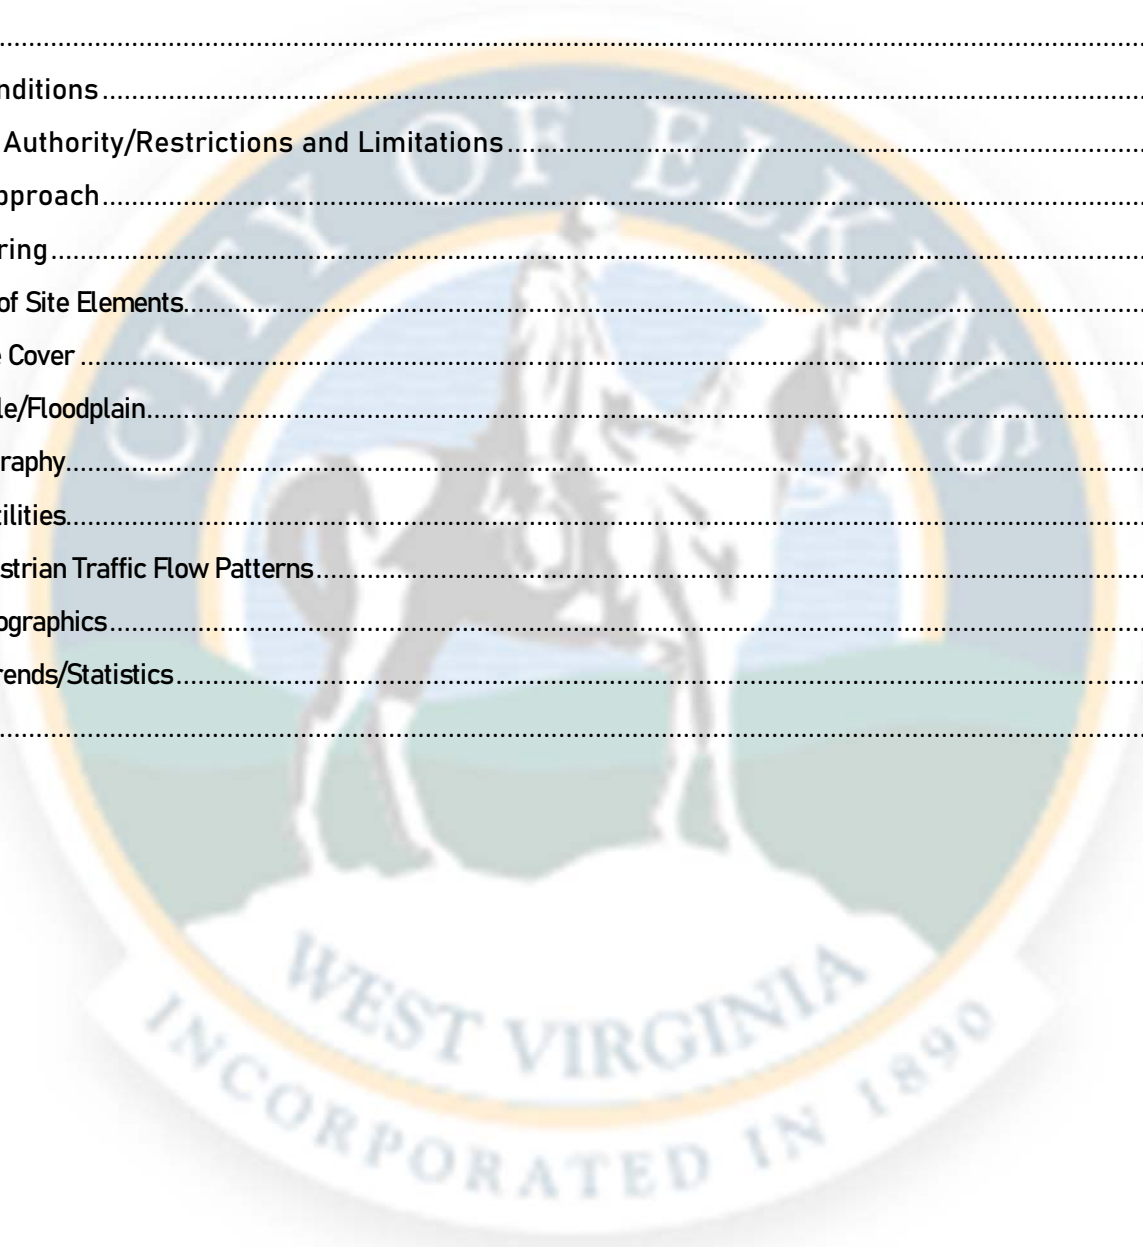 nditions
Authority/Restrictions and Limitations
pproach
ring
of Site Elements
e Cover
le/Floodplain
raphy
tilities
strian Traffic Flow Patterns
ographics
rends/Statistics
CITY OF ELKINS
WEST VIRGINIA
INCORPORATED IN 1890